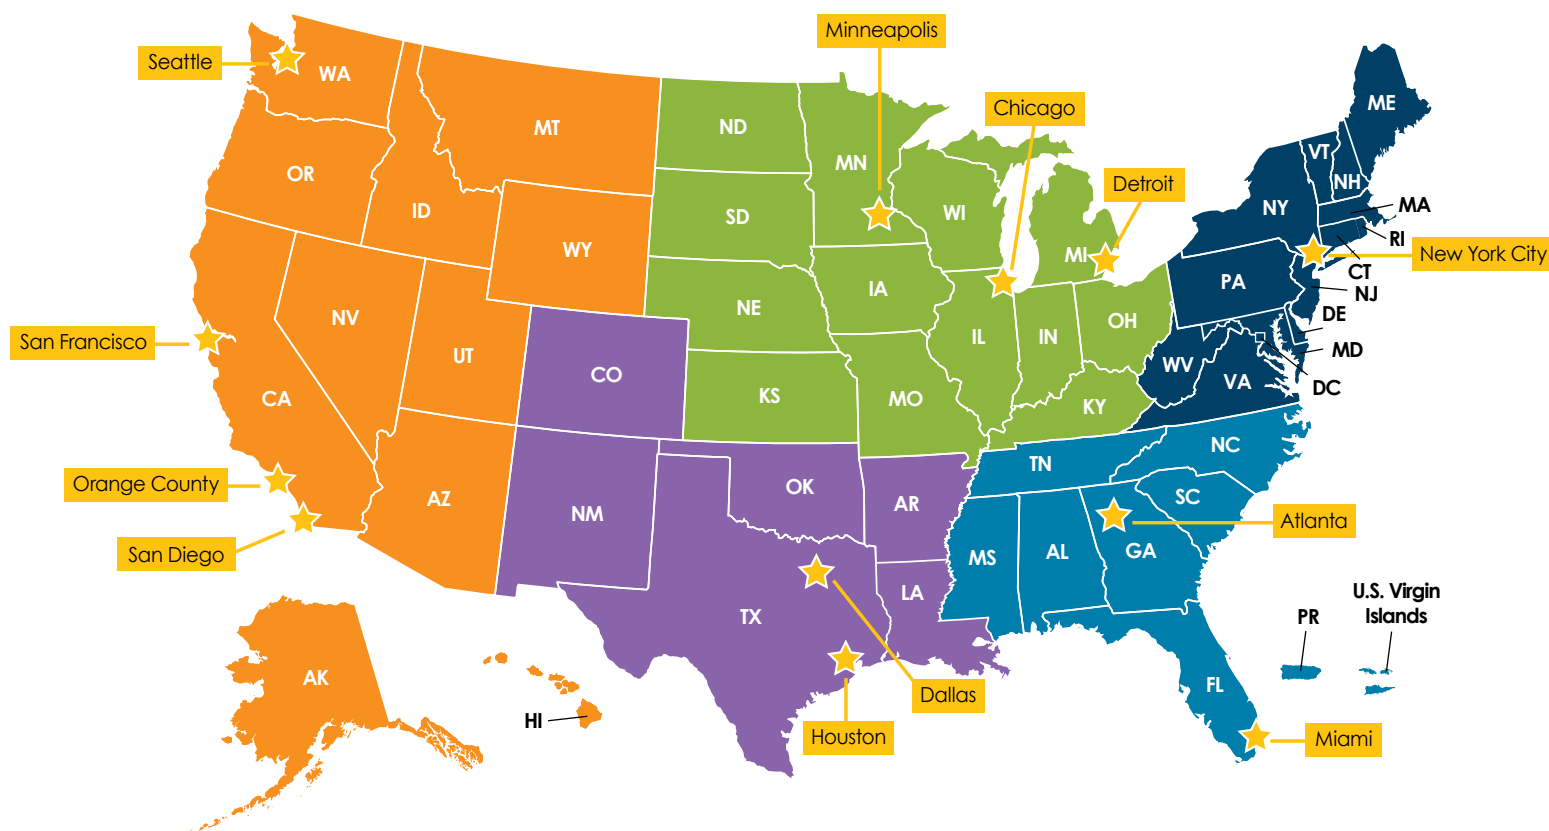 Minneapolis
Seattle
WA
Chicago
ME
MT
ND
MN
VT
OR
Detroit
NH
ID
SD
WI
NY
MA
RI
WY
MI
New York City
CT
PA
NJ
IA
NE
DE
NV
OH
San Francisco
IL
IN
MD
UT
WV
CO
VA
DC
CA
KS
MO
KY
NC
TN
Orange County
AZ
OK
SC
AR
NM
Atlanta
San Diego
MS
AL
GA
LA
U.S. Virgin
Islands
TX
PR
AK
FL
Dallas
HI
Houston
Miami